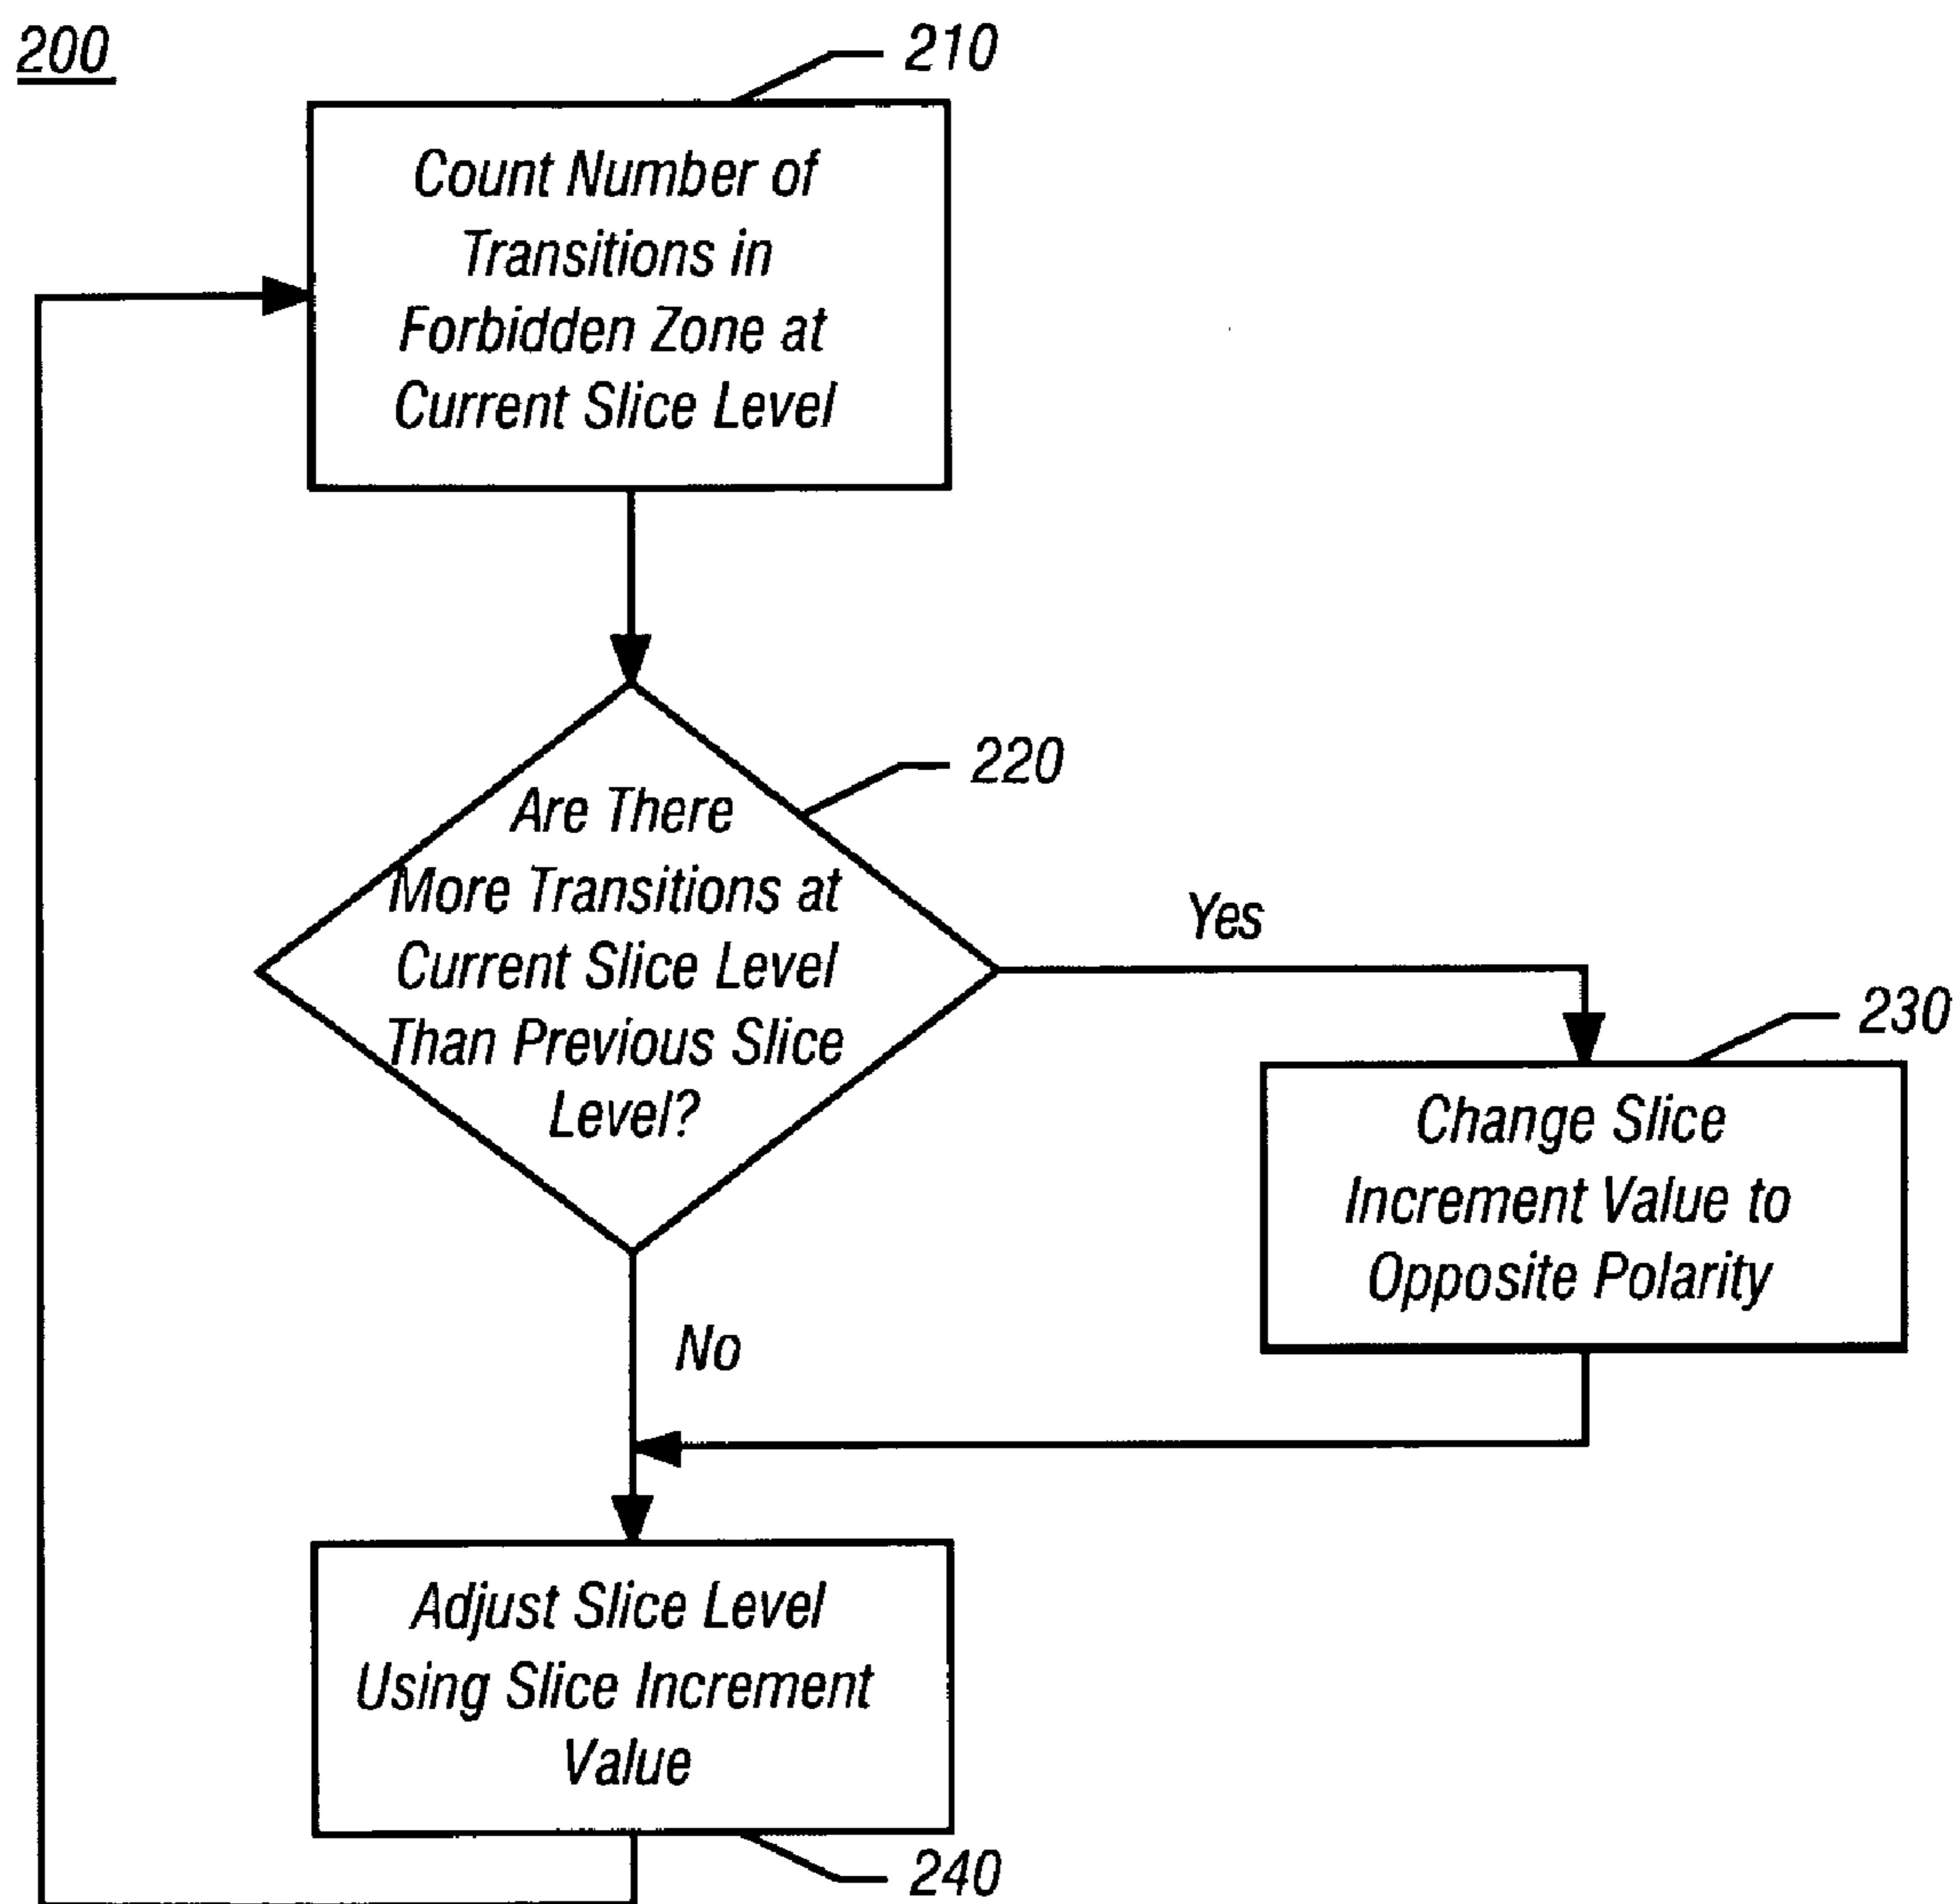 200
210
Count Number of
Transitions in
Forbidden Zone at
Current Slice Level
220
Are There
More Transitions at
Current Slice Level
Than Previous Slice
Level?
Yes
230
Change Slice
Increment Value to
Opposite Polarity
No
Adjust Slice Level
Using Slice Increment
Value
240